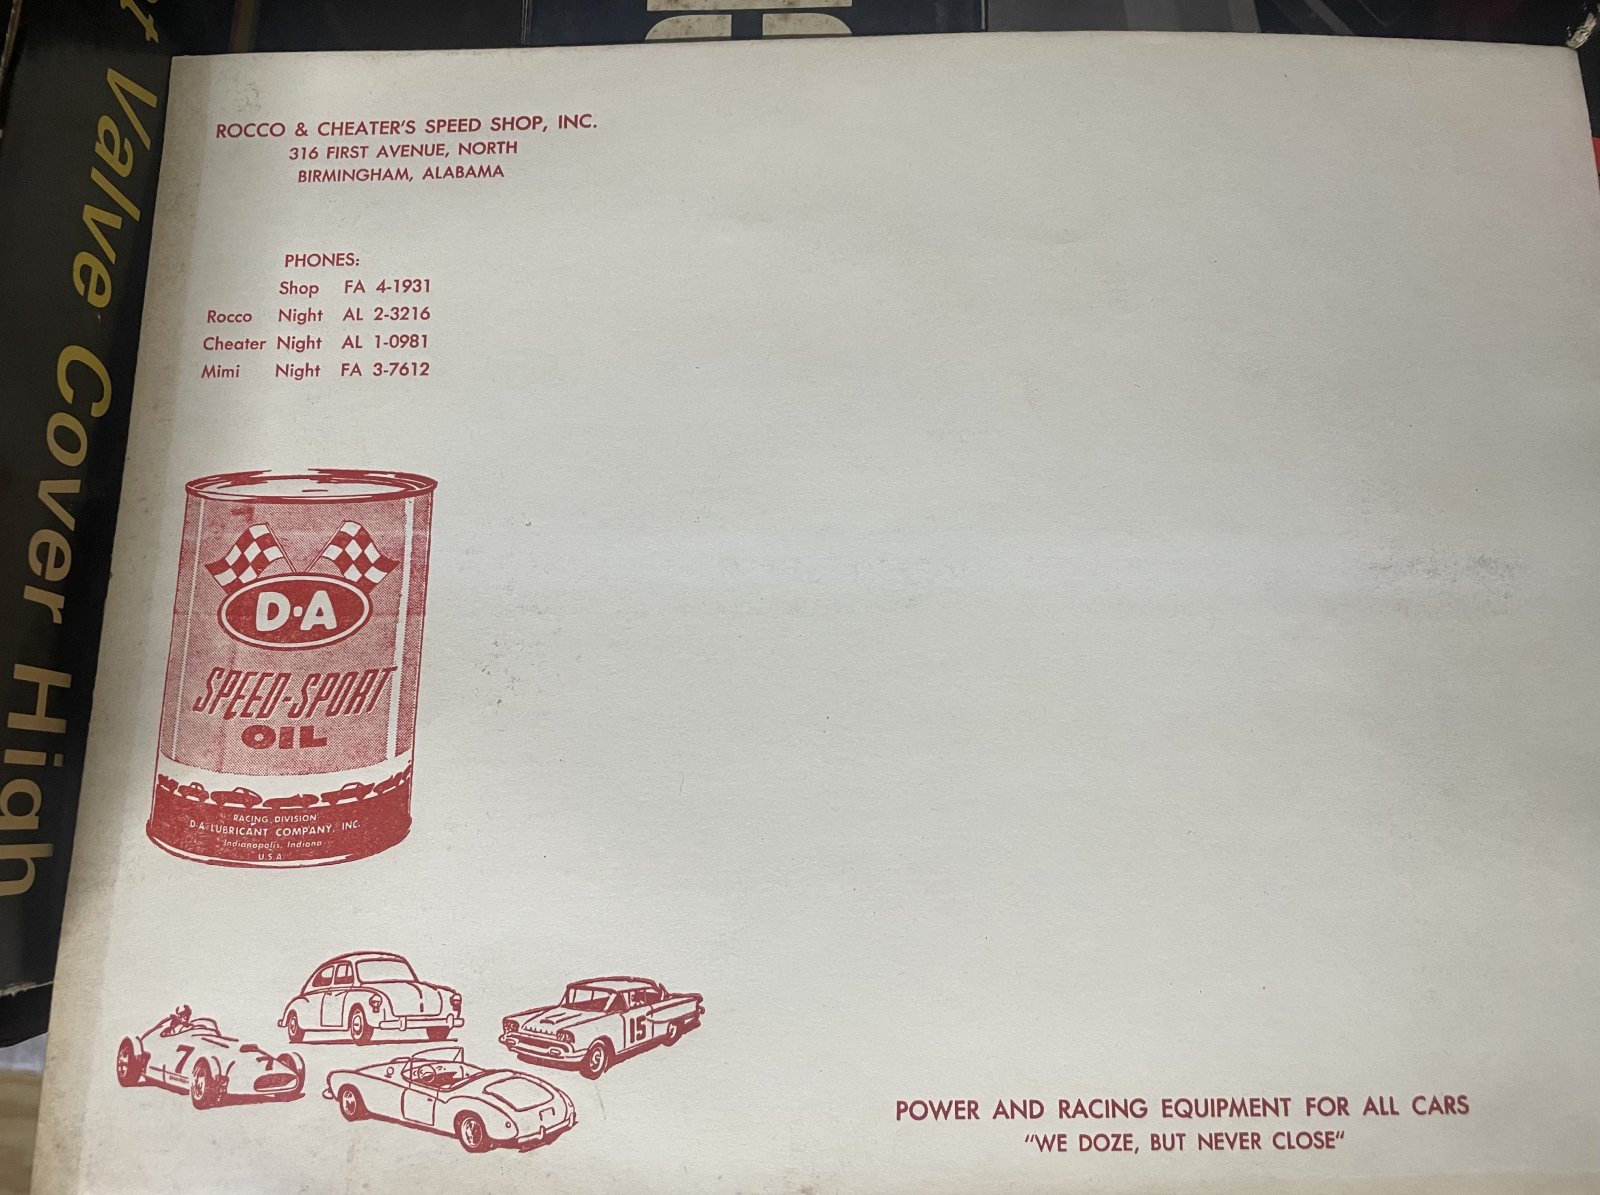 ROCCO & CHEATER'S SPEED SHOP, INC.
316 FIRST AVENUE, NORTH
BIRMINGHAM, ALABAMA
PHONES:
Shop FA 4-1931
Rocco Night AL 2-3216
Cheater Night AL 1-0981
Mimi Night FA 3-7612
D·A
SPEED-SPORT
OIL
RACING DIVISION
D-A LUBRICANT COMPANY, INC.
Indianapolis, Indiana
U.S.A.
7
7
15
POWER AND RACING EQUIPMENT FOR ALL CARS
"WE DOZE, BUT NEVER CLOSE"
Valve Cover High